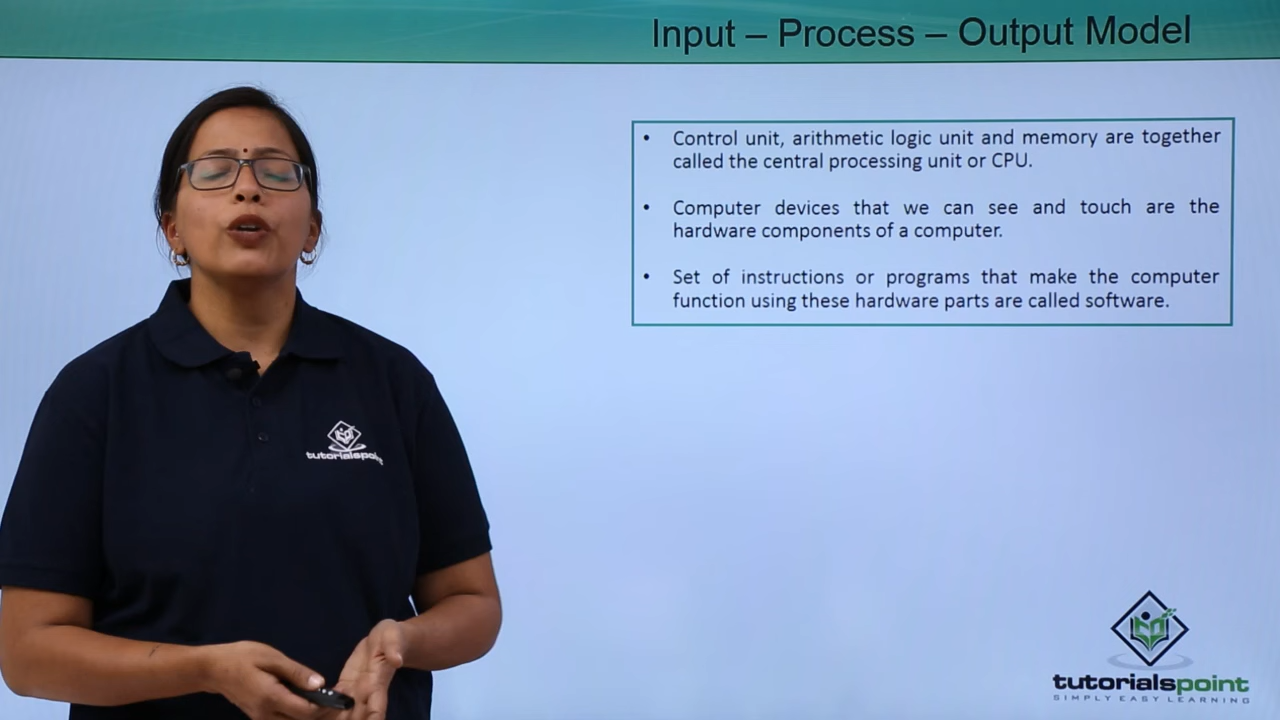 Input – Process – Output Model
• Control unit, arithmetic logic unit and memory are together
called the central processing unit or CPU.
• Computer devices that we can see and touch are the
hardware components of a computer.
• Set of instructions or programs that make the computer
function using these hardware parts are called software.
tutorialspoint
tutorialspoint
SIMPLY EASY LEARNING